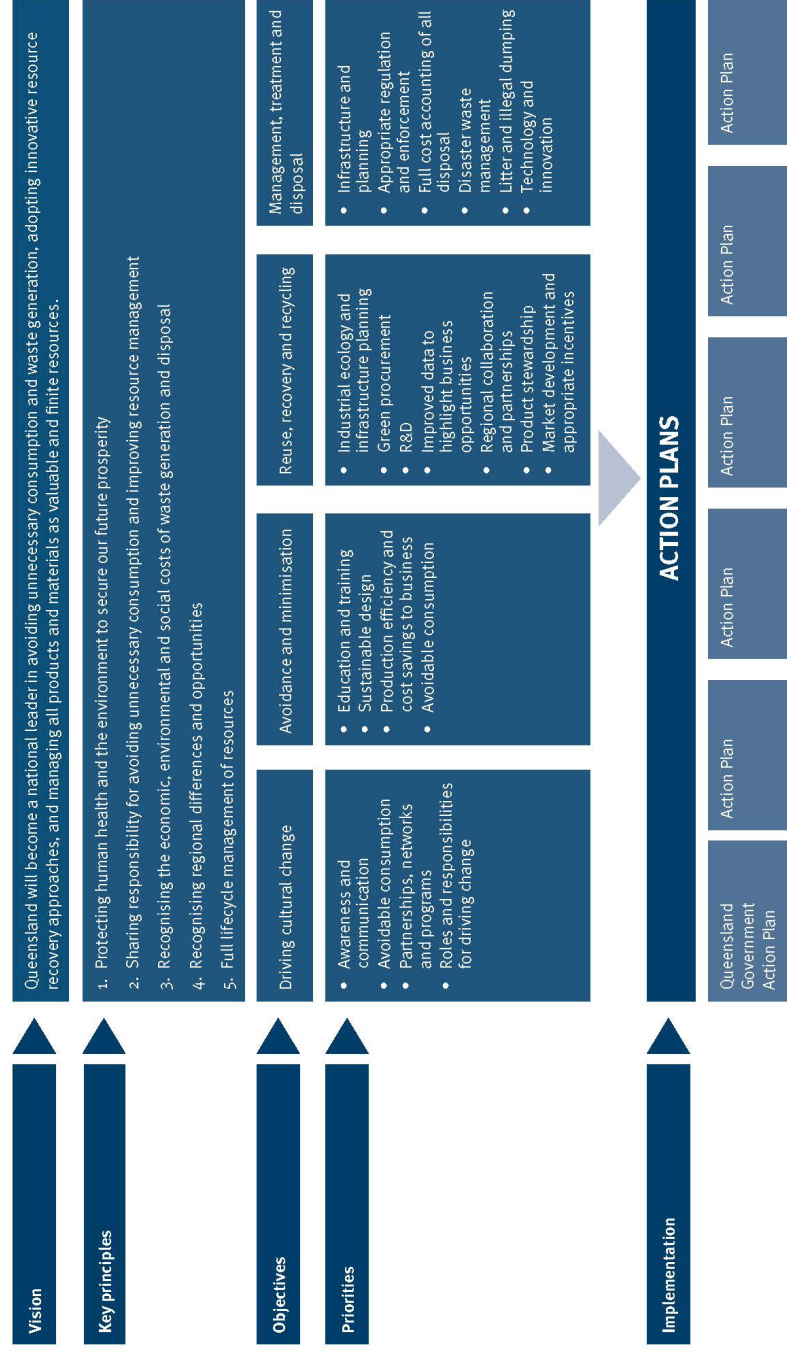 Vision
Queensland will become a national leader in avoiding unnecessary consumption and waste generation, adopting innovative resource
recovery approaches, and managing all products and materials as valuable and finite resources.
Key principles
1. Protecting human health and the environment to secure our future prosperity
2. Sharing responsibility for avoiding unnecessary consumption and improving resource management
3. Recognising the economic, environmental and social costs of waste generation and disposal
4. Recognising regional differences and opportunities
5. Full lifecycle management of resources
Objectives
Driving cultural change
Avoidance and minimisation
Reuse, recovery and recycling
Management, treatment and
disposal
Priorities
• Awareness and
communication
• Avoidable consumption
• Partnerships, networks
and programs
• Roles and responsibilities
for driving change
• Education and training
• Sustainable design
• Production efficiency and
cost savings to business
• Avoidable consumption
• Industrial ecology and
infrastructure planning
• Green procurement
• R&D
• Improved data to
highlight business
opportunities
• Regional collaboration
and partnerships
• Product stewardship
• Market development and
appropriate incentives
• Infrastructure and
planning
• Appropriate regulation
and enforcement
• Full cost accounting of all
disposal
• Disaster waste
management
• Litter and illegal dumping
• Technology and
innovation
Implementation
ACTION PLANS
Queensland
Government
Action Plan
Action Plan
Action Plan
Action Plan
Action Plan
Action Plan